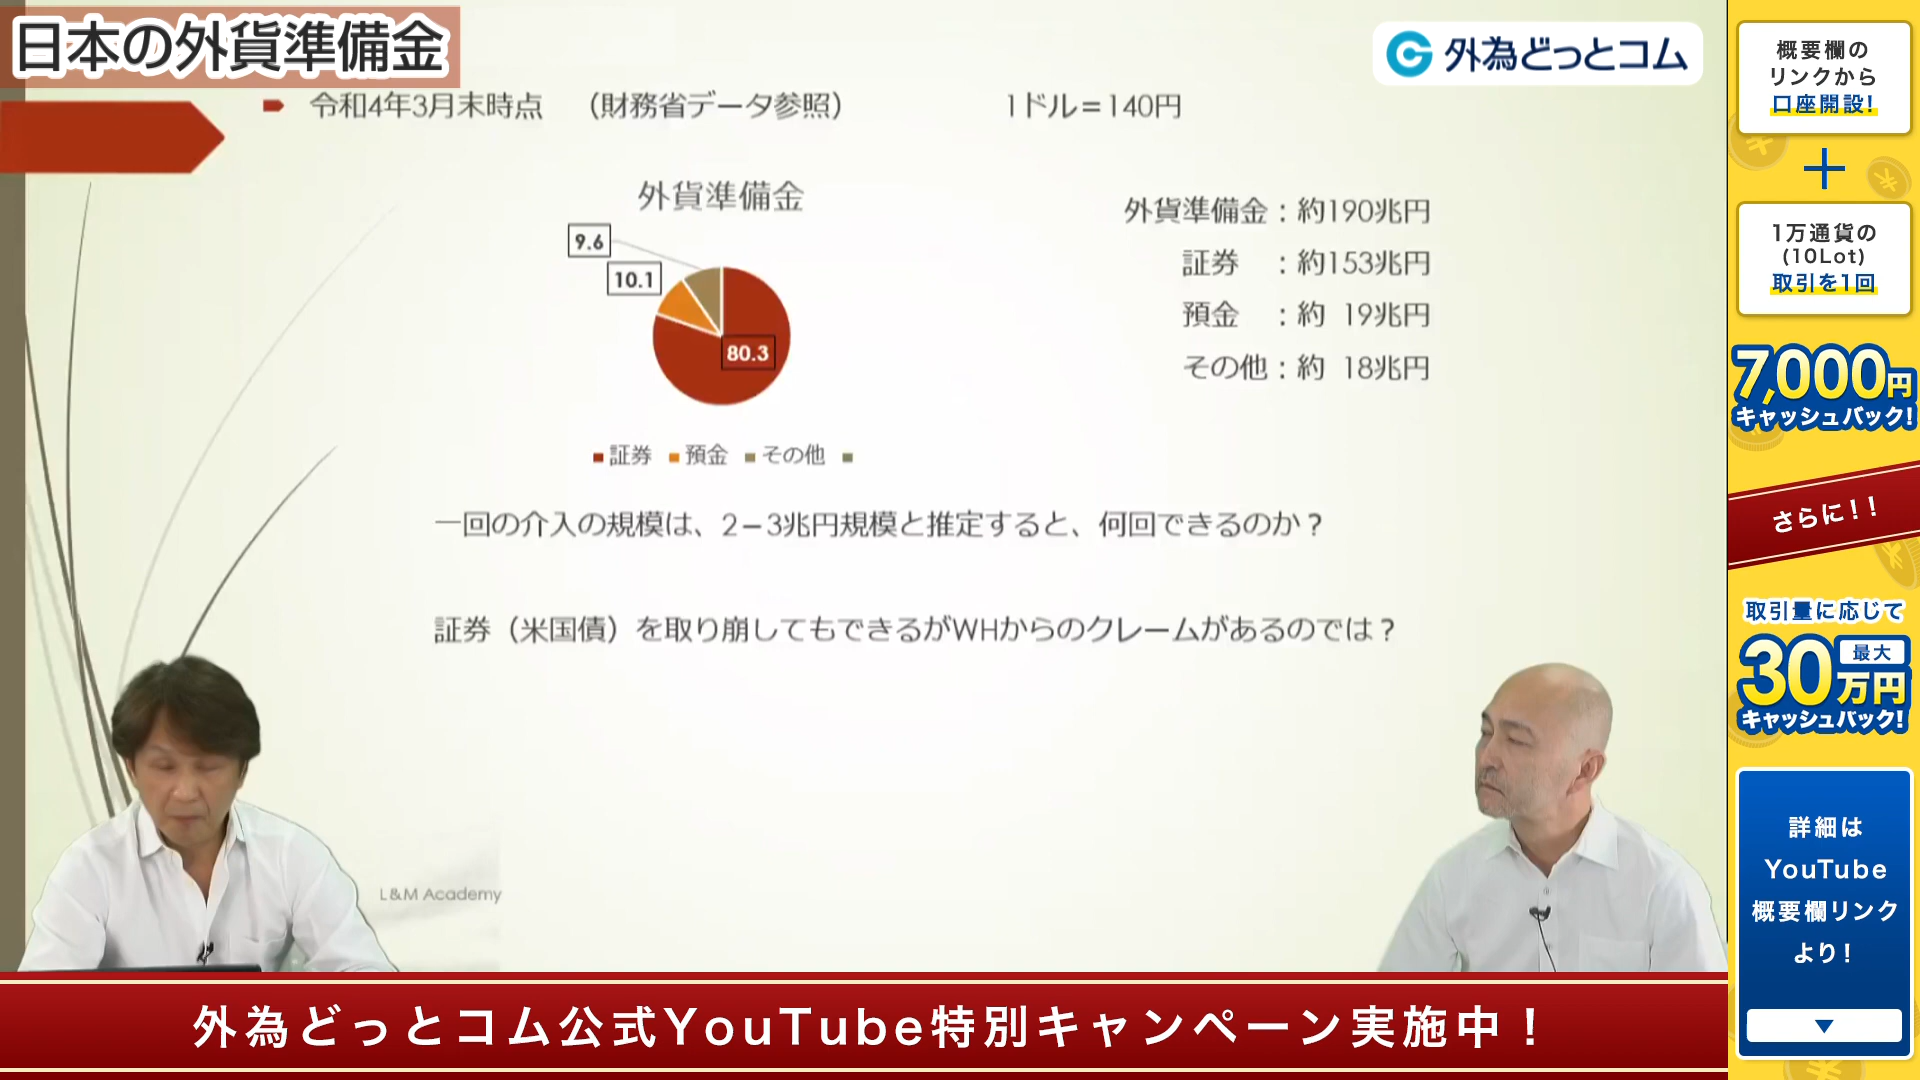 日本の外貨準備金
外為どっとコム
令和4年3月末時点 （財務省データ参照） 1ドル＝140円
外貨準備金
9.6
10.1
80.3
証券 預金 その他
外貨準備金：約190兆円
証券 ：約153兆円
預金 ：約 19兆円
その他：約 18兆円
一回の介入の規模は、2－3兆円規模と推定すると、何回できるのか？
証券（米国債）を取り崩してもできるがWHからのクレームがあるのでは？
L&M Academy
外為どっとコム公式YouTube特別キャンペーン実施中！
概要欄の
リンクから
口座開設!
＋
1万通貨の
(10Lot)
取引を1回
7,000円
キャッシュバック!
さらに!!
取引量に応じて
最大
30万円
キャッシュバック!
詳細は
YouTube
概要欄リンク
より!